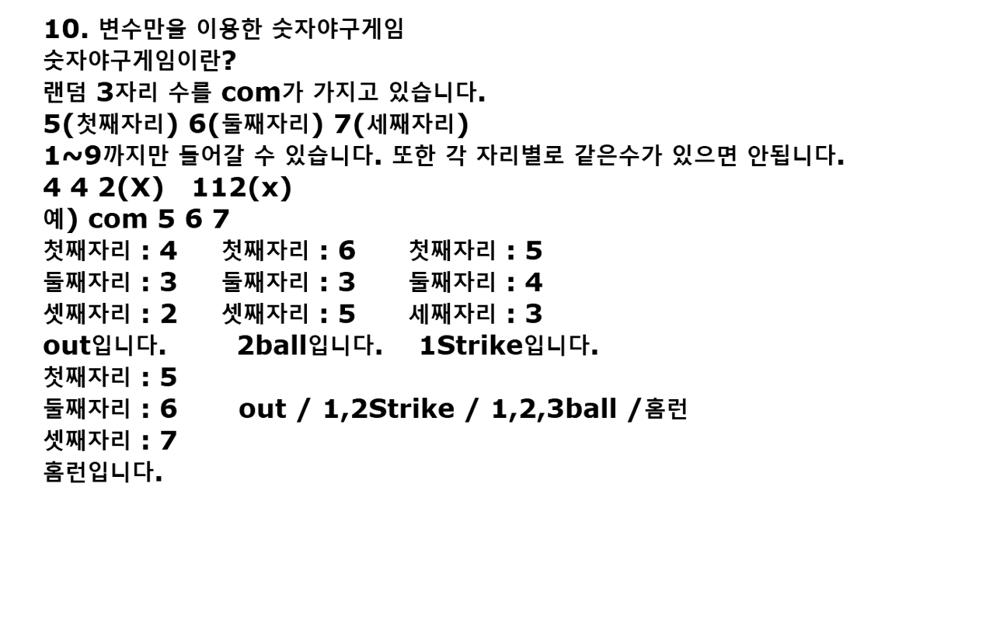 10. 변수만을 이용한 숫자야구게임
숫자야구게임이란?
랜덤 3자리 수를 com가 가지고 있습니다.
5(첫째자리) 6(둘째자리) 7(세째자리)
1~9까지만 들어갈 수 있습니다. 또한 각 자리별로 같은수가 있으면 안됩니다.
4 4 2(X) 112(x)
예) com 5 6 7
첫째자리 : 4 첫째자리 : 6 첫째자리 : 5
둘째자리 : 3 둘째자리 : 3 둘째자리 : 4
셋째자리 : 2 셋째자리 : 5 세째자리 : 3
out입니다. 2ball입니다. 1Strike입니다.
첫째자리 : 5
둘째자리 : 6 out / 1,2Strike / 1,2,3ball /홈런
셋째자리 : 7
홈런입니다.